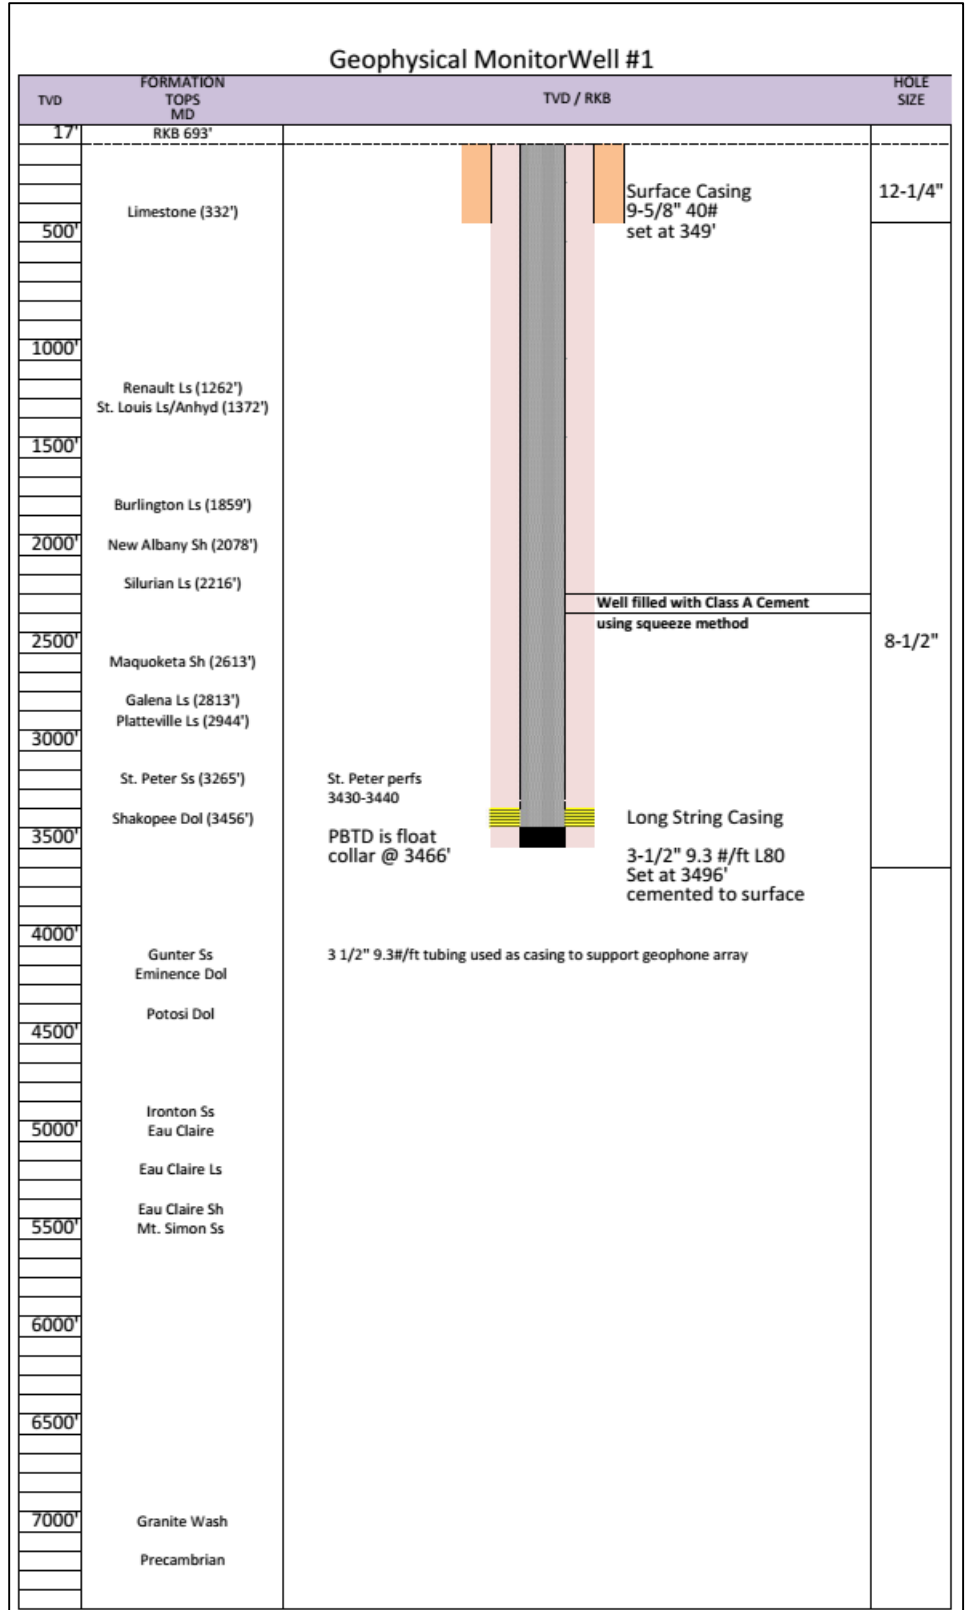 Geophysical MonitorWell #1
TVD
FORMATION
TOPS
MD
TVD / RKB
HOLE
SIZE
17'
RKB 693'
Surface Casing
9-5/8" 40#
set at 349'
12-1/4"
Limestone (332')
500'
1000'
Renault Ls (1262')
St. Louis Ls/Anhyd (1372')
1500'
Burlington Ls (1859')
2000'
New Albany Sh (2078')
Silurian Ls (2216')
Well filled with Class A Cement
using squeeze method
2500'
8-1/2"
Maquoketa Sh (2613')
Galena Ls (2813')
Platteville Ls (2944')
3000'
St. Peter Ss (3265')
St. Peter perfs
3430-3440
Shakopee Dol (3456')
Long String Casing
3500'
PBTD is float
collar @ 3466'
3-1/2" 9.3 #/ft L80
Set at 3496'
cemented to surface
4000'
Gunter Ss
3 1/2" 9.3#/ft tubing used as casing to support geophone array
Eminence Dol
Potosi Dol
4500'
Ironton Ss
5000'
Eau Claire
Eau Claire Ls
Eau Claire Sh
5500'
Mt. Simon Ss
6000'
6500'
7000'
Granite Wash
Precambrian